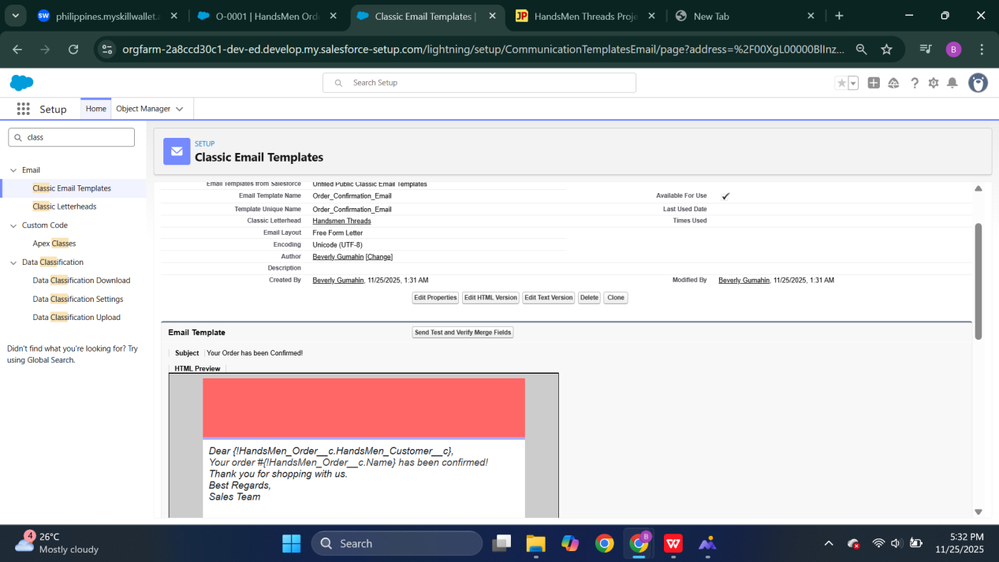 philippines.myskillwallet.a
O-0001 | HandsMen Orde
Classic Email Templates |
HandsMen Threads Proje
New Tab
orgfarm-2a8ccd30c1-dev-ed.develop.my.salesforce-setup.com/lightning/setup/CommunicationTemplatesEmail/page?address=%2F00XgL00000BlInz...
B
Search Setup
Setup
Home
Object Manager
class
SETUP
Classic Email Templates
Email
Classic Email Templates
Classic Letterheads
Custom Code
Apex Classes
Data Classification
Data Classification Download
Data Classification Settings
Data Classification Upload
Didn't find what you're looking for? Try
using Global Search.
Email Templates from Salesforce Unfiled Public Classic Email Templates
Email Template Name Order_Confirmation_Email Available For Use ✓
Template Unique Name Order_Confirmation_Email Last Used Date
Classic Letterhead Handsmen Threads Times Used
Email Layout Free Form Letter
Encoding Unicode (UTF-8)
Author Beverly Gumahin [Change]
Description
Created By Beverly Gumahin, 11/25/2025, 1:31 AM Modified By Beverly Gumahin, 11/25/2025, 1:31 AM
Edit Properties Edit HTML Version Edit Text Version Delete Clone
Email Template Send Test and Verify Merge Fields
Subject Your Order has been Confirmed!
HTML Preview
Dear {!HandsMen_Order__c.HandsMen_Customer__c},
Your order #{!HandsMen_Order__c.Name} has been confirmed!
Thank you for shopping with us.
Best Regards,
Sales Team
4
26°C
Mostly cloudy
Search
B
5:32 PM
11/25/2025